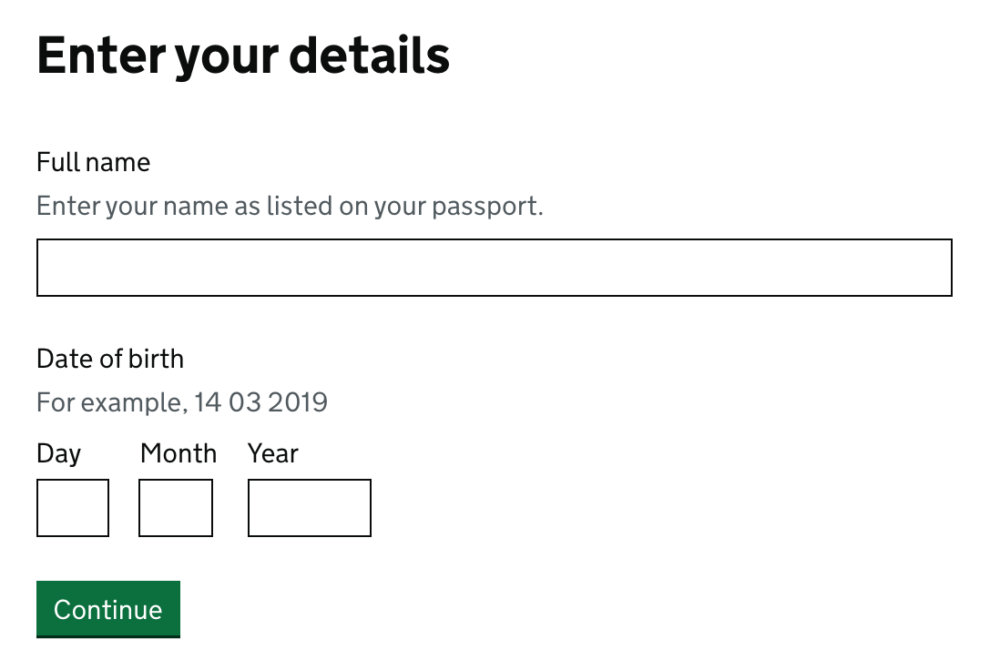 Enter your details
Full name
Enter your name as listed on your passport.
Date of birth
For example, 14 03 2019
Day Month Year
Continue